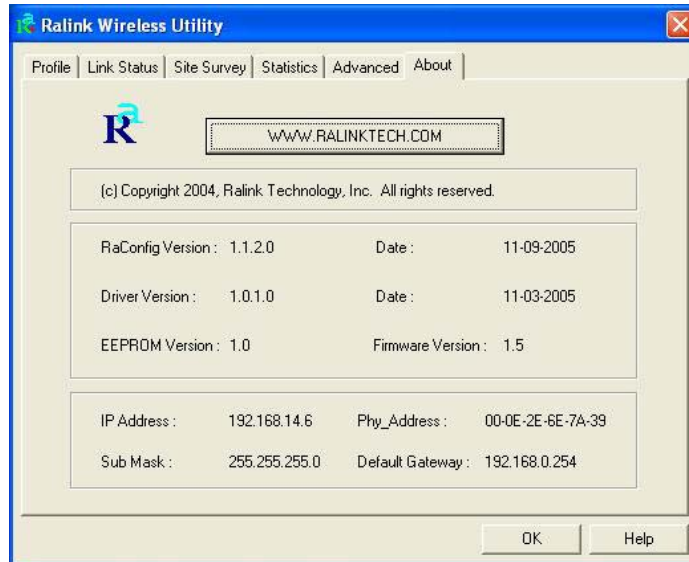 Ralink Wireless Utility
Profile Link Status Site Survey Statistics Advanced About
Ra
WWW.RALINKTECH.COM
(c) Copyright 2004, Ralink Technology, Inc. All rights reserved.
RaConfig Version : 1.1.2.0 Date : 11-09-2005
Driver Version : 1.0.1.0 Date : 11-03-2005
EEPROM Version : 1.0 Firmware Version : 1.5
IP Address : 192.168.14.6 Phy_Address : 00-0E-2E-6E-7A-39
Sub Mask : 255.255.255.0 Default Gateway : 192.168.0.254
OK Help